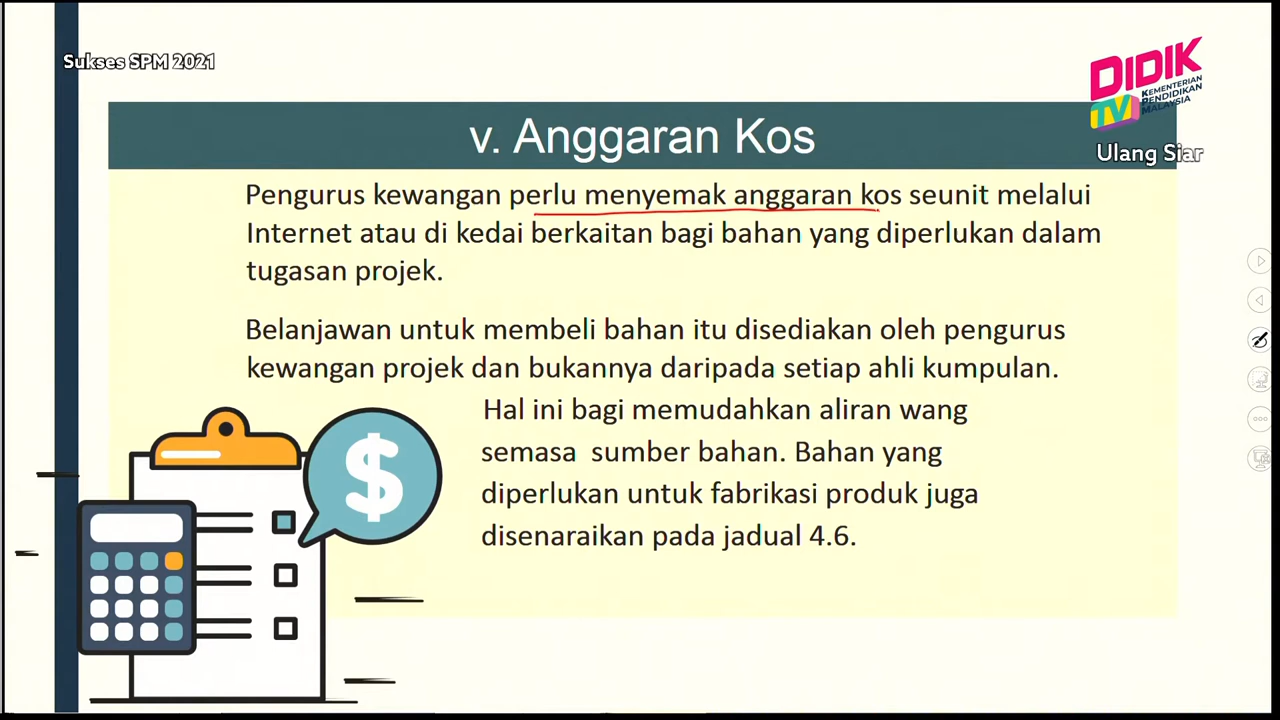 Sukses SPM 2021
DIDIK
TV
KEMENTERIAN
PENDIDIKAN
MALAYSIA
Ulang Siar
v. Anggaran Kos
Pengurus kewangan perlu menyemak anggaran kos seunit melalui
Internet atau di kedai berkaitan bagi bahan yang diperlukan dalam
tugasan projek.
Belanjawan untuk membeli bahan itu disediakan oleh pengurus
kewangan projek dan bukannya daripada setiap ahli kumpulan.
Hal ini bagi memudahkan aliran wang
semasa sumber bahan. Bahan yang
diperlukan untuk fabrikasi produk juga
disenaraikan pada jadual 4.6.
$